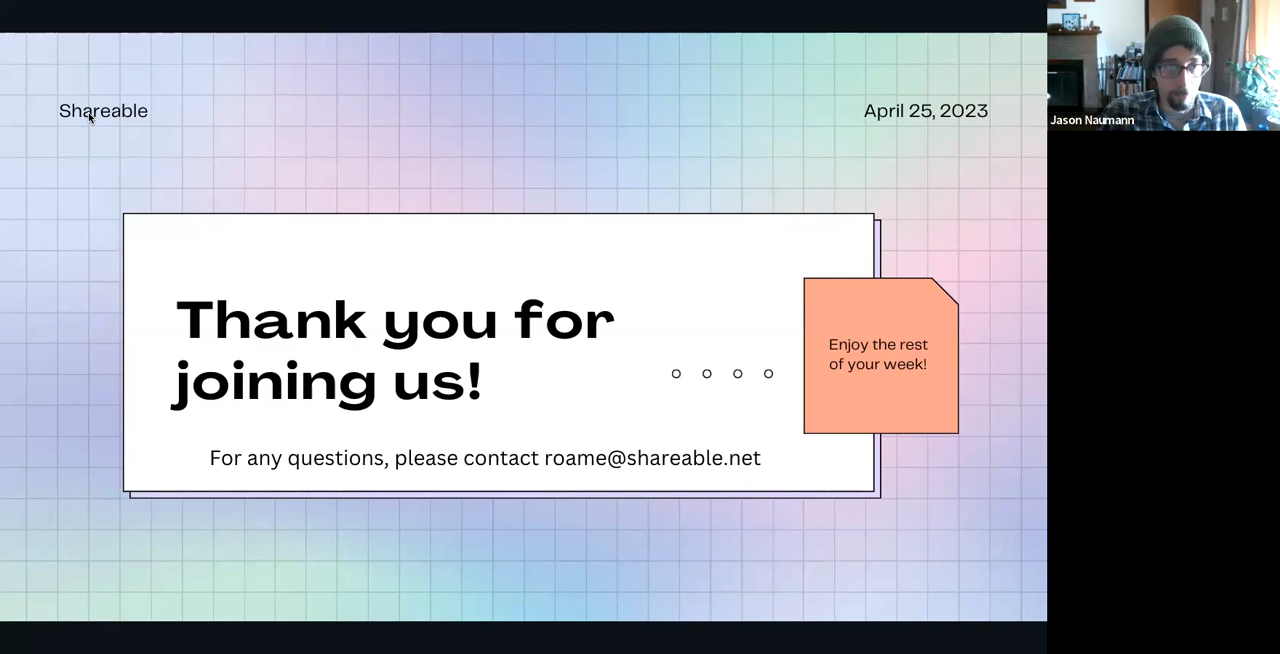 Shareable
April 25, 2023
Thank you for
joining us!
Enjoy the rest
of your week!
For any questions, please contact roame@shareable.net
Jason Naumann